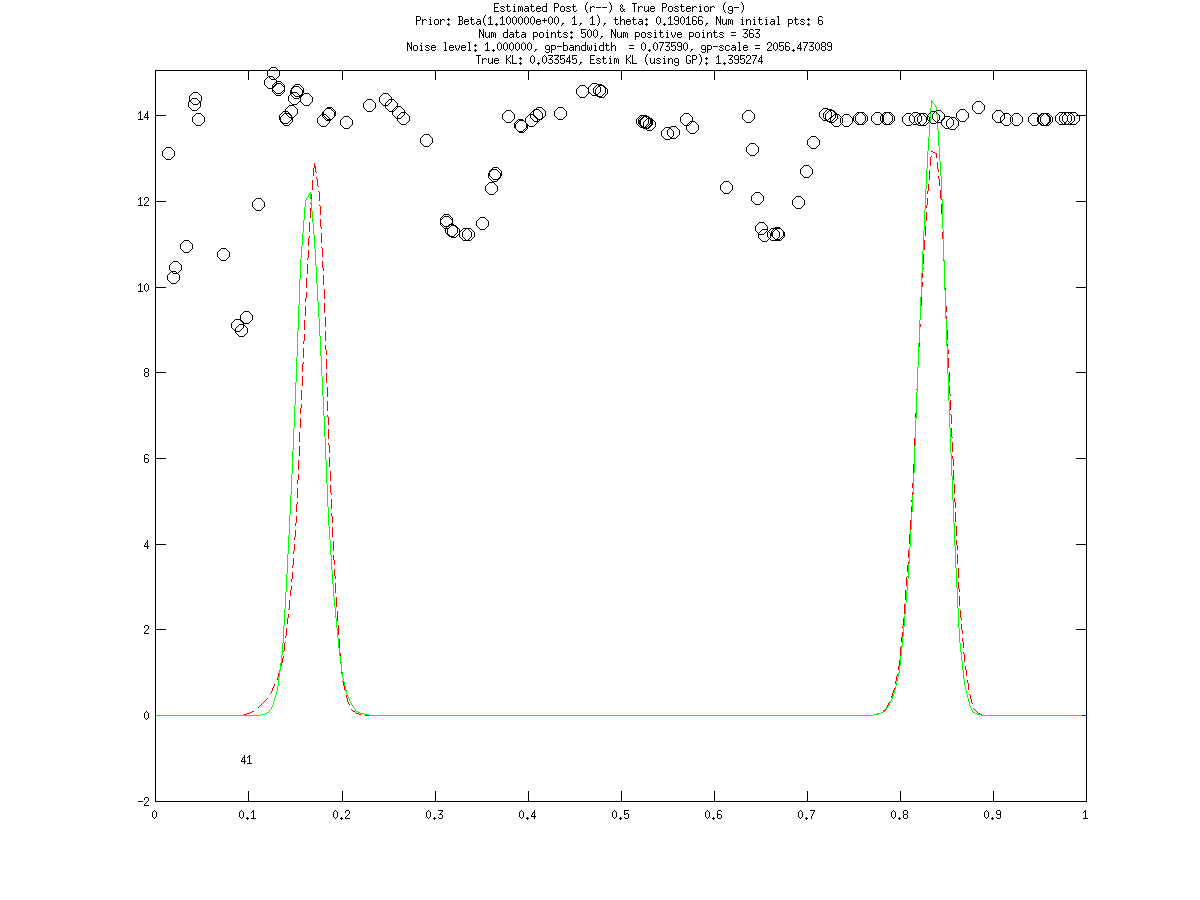 Estimated Post (r--) & True Posterior (g-)
Prior: Beta(1.100000e+00, 1, 1), theta: 0.190166, Num initial pts: 6
Num data points: 500, Num positive points = 363
Noise level: 1.000000, gp-bandwidth  = 0.073590, gp-scale = 2056.473089
True KL: 0.033545, Estim KL (using GP): 1.395274
14
12
10
8
6
4
2
0
41
-2
0 0.1 0.2 0.3 0.4 0.5 0.6 0.7 0.8 0.9 1